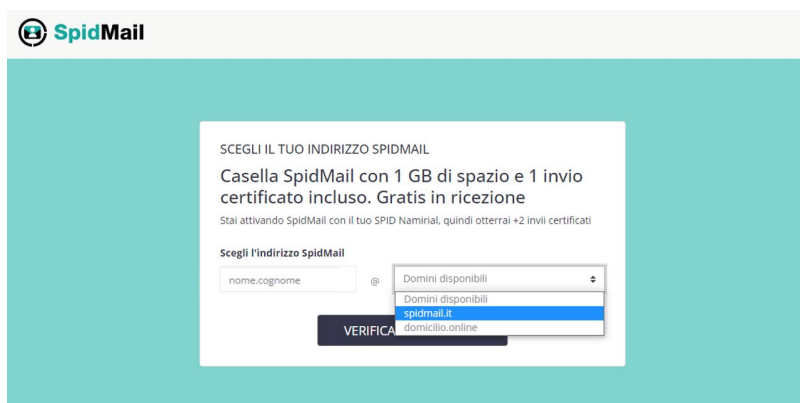 SpidMail
SCEGLI IL TUO INDIRIZZO SPIDMAIL
Casella SpidMail con 1 GB di spazio e 1 invio
certificato incluso. Gratis in ricezione
Stai attivando SpidMail con il tuo SPID Namirial, quindi otterrai +2 invii certificati
Scegli l'indirizzo SpidMail
nome.cognome @ Domini disponibili
Domini disponibili
spidmail.it
domicilio.online
VERIFICA